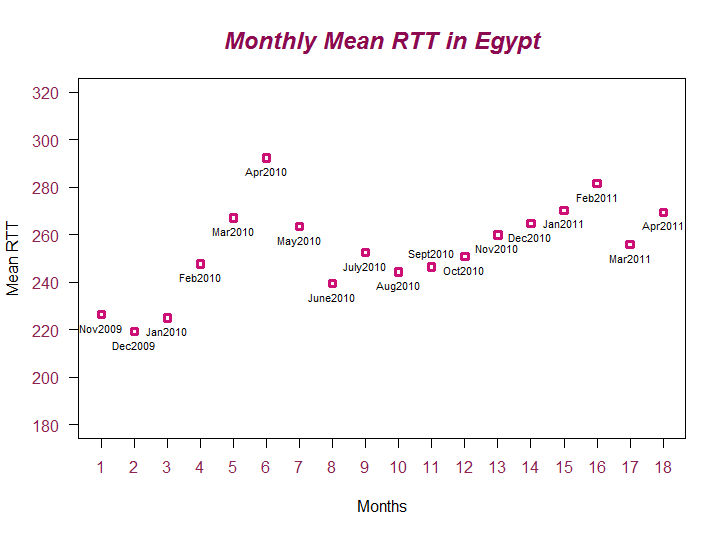 Monthly Mean RTT in Egypt
320
300
280
260
240
220
200
180
Mean RTT
Nov2009
Dec2009
Jan2010
Feb2010
Mar2010
Apr2010
May2010
June2010
July2010
Aug2010
Sept2010
Oct2010
Nov2010
Dec2010
Jan2011
Feb2011
Mar2011
Apr2011
1 2 3 4 5 6 7 8 9 10 11 12 13 14 15 16 17 18
Months